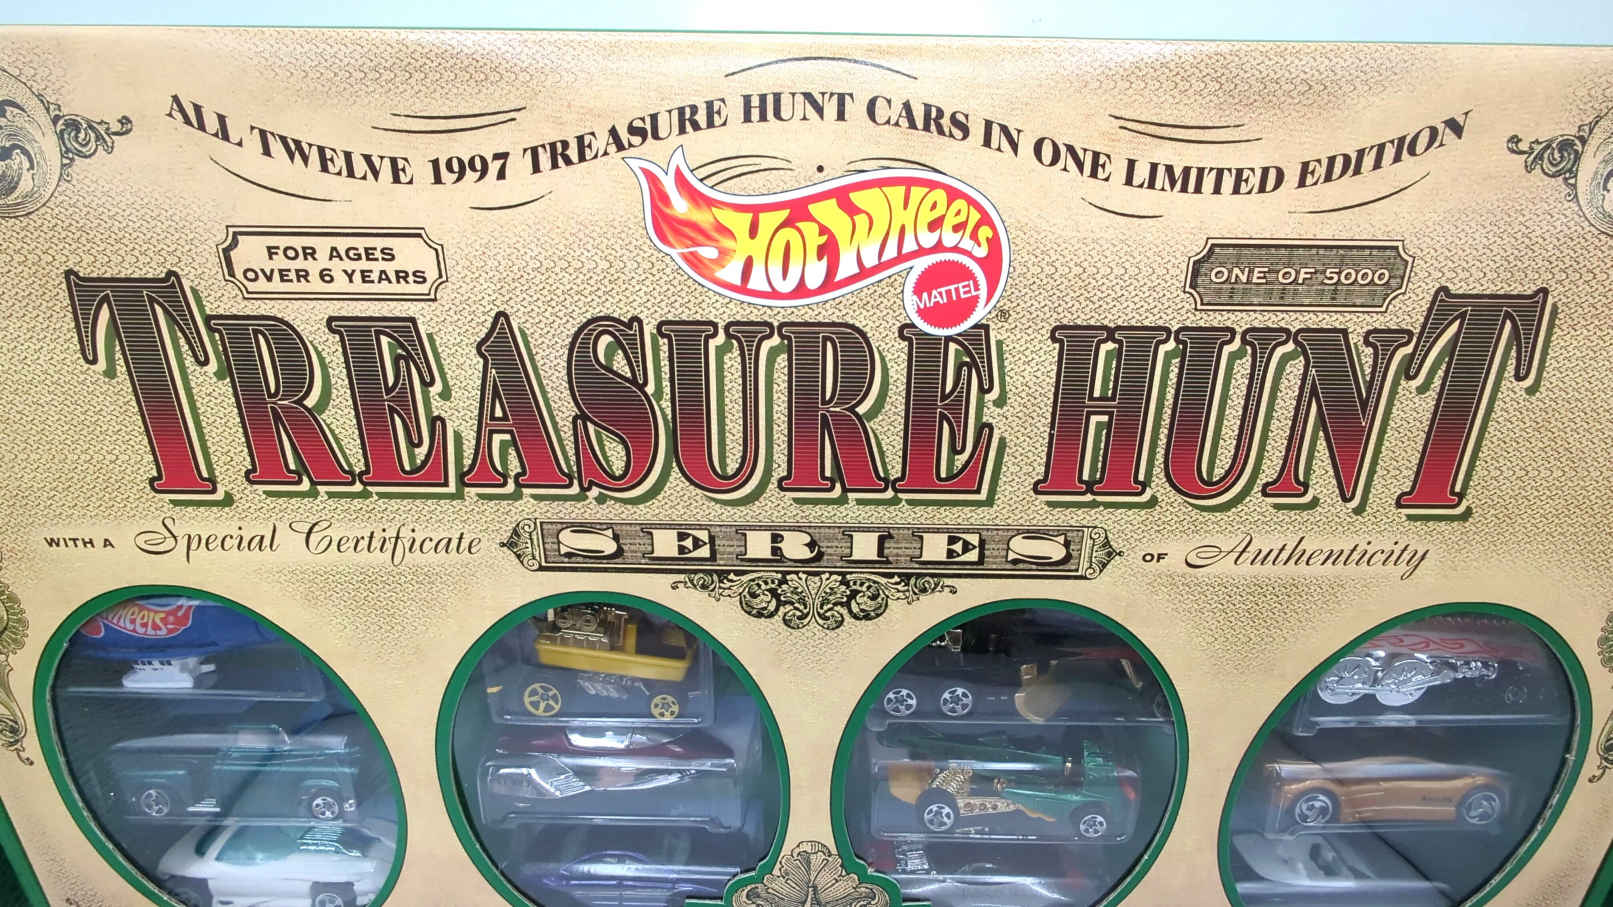 ALL TWELVE 1997 TREASURE HUNT CARS IN ONE LIMITED EDITION
HOT WHEELS
MATTEL
®
FOR AGES
OVER 6 YEARS
ONE OF 5000
TREASURE HUNT
SERIES
WITH A Special Certificate
OF Authenticity
Wheels